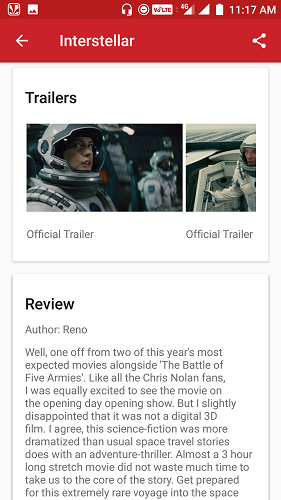 VoLTE 4G 11:17 AM
Interstellar
Trailers
Official Trailer Official Trailer
Review
Author: Reno
Well, one off from two of this year's most
expected movies alongside 'The Battle of
Five Armies'. Like all the Chris Nolan fans,
I was equally excited to see the movie on
the opening day opening show. But I slightly
disappointed that it was not a digital 3D
film. I agree, this science-fiction was more
dramatized than usual space travel stories
does with an adventure-thriller. Almost a 3 hour
long stretch movie did not waste much time to
take us to the core of the story. Get prepared
for this extremely rare voyage into the space